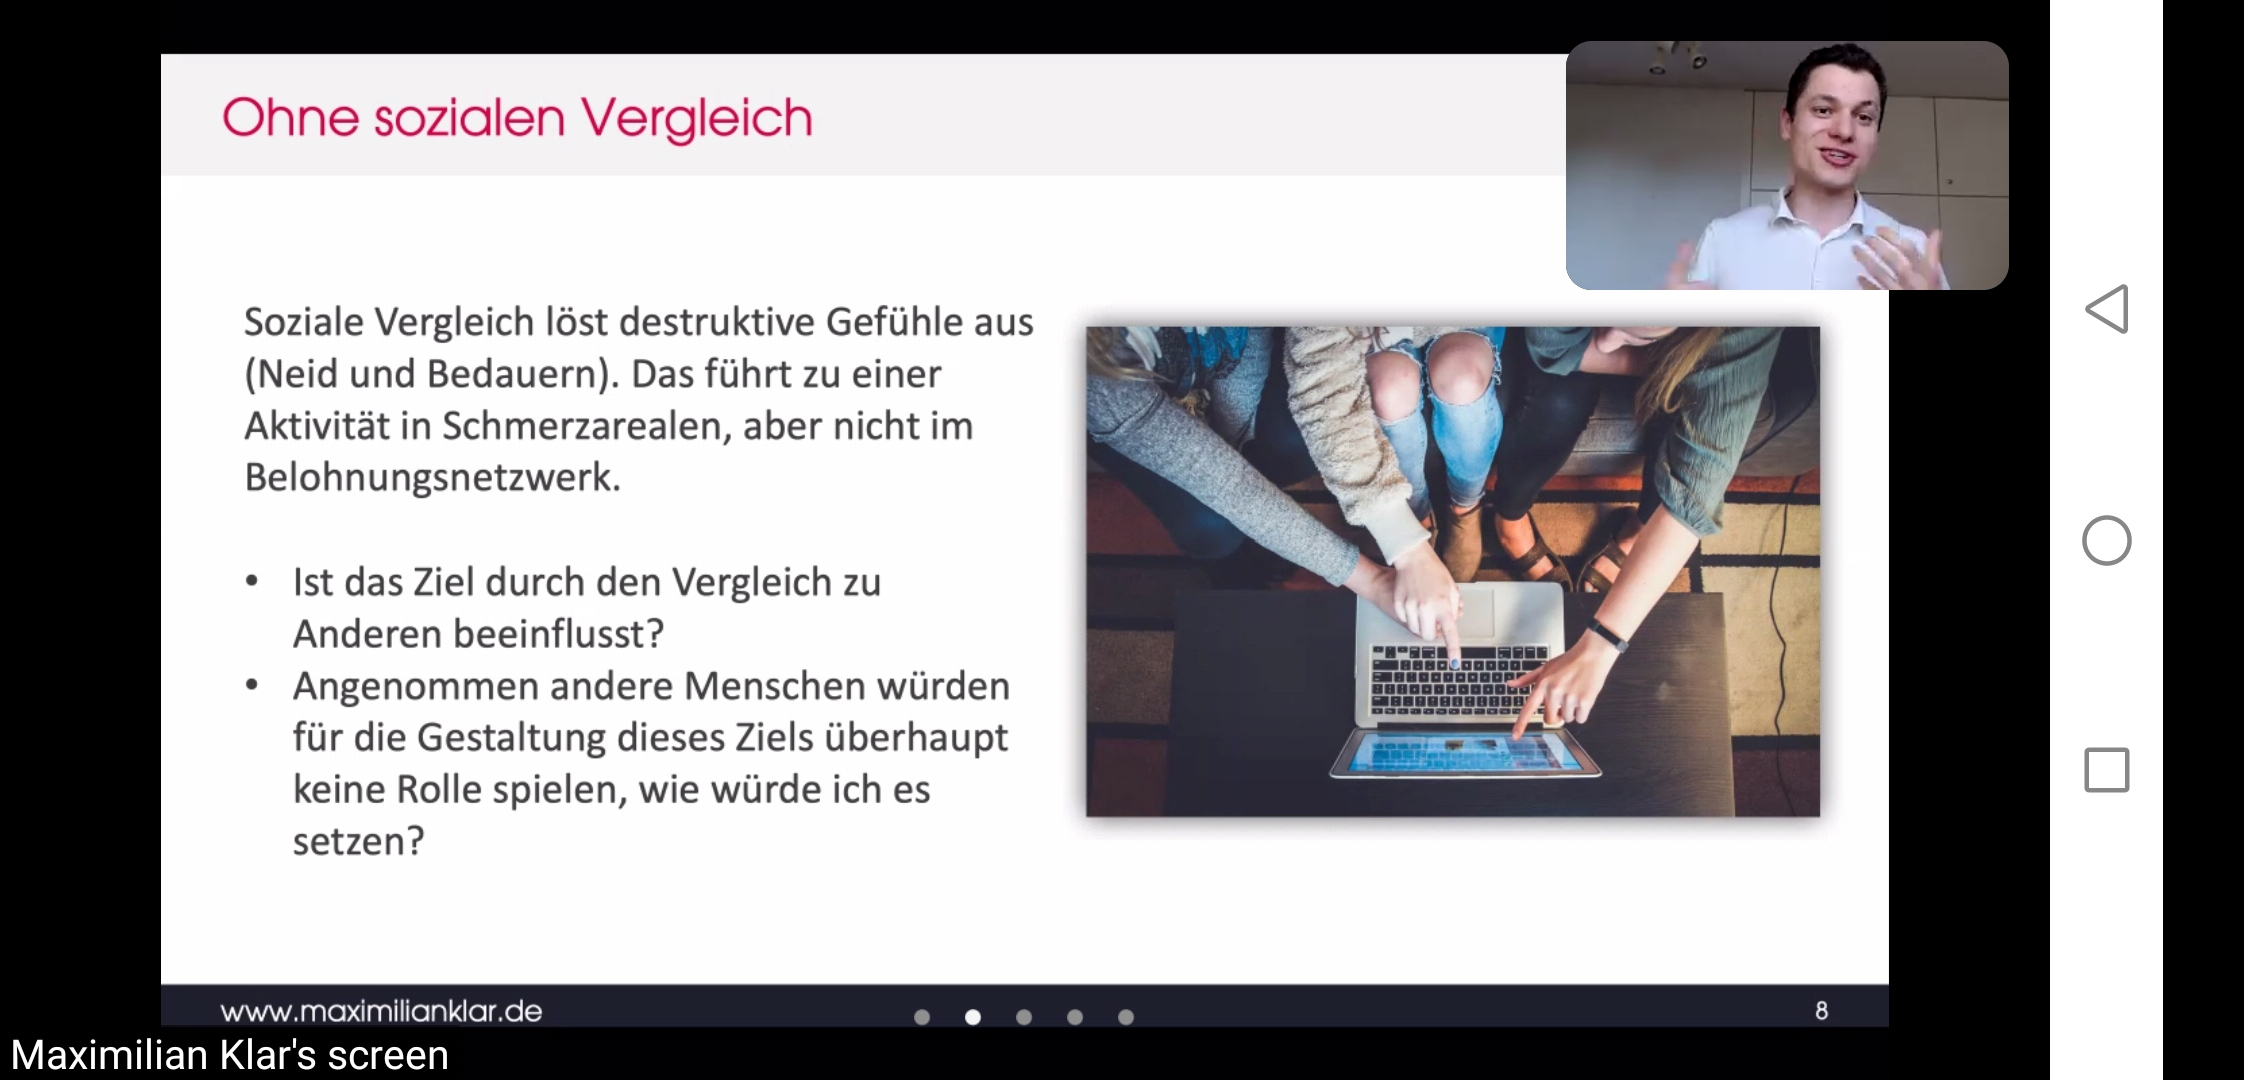 Ohne sozialen Vergleich
Soziale Vergleich löst destruktive Gefühle aus
(Neid und Bedauern). Das führt zu einer
Aktivität in Schmerzarealen, aber nicht im
Belohnungsnetzwerk.
• Ist das Ziel durch den Vergleich zu
Anderen beeinflusst?
• Angenommen andere Menschen würden
für die Gestaltung dieses Ziels überhaupt
keine Rolle spielen, wie würde ich es
setzen?
www.maximilianklar.de
8
Maximilian Klar's screen